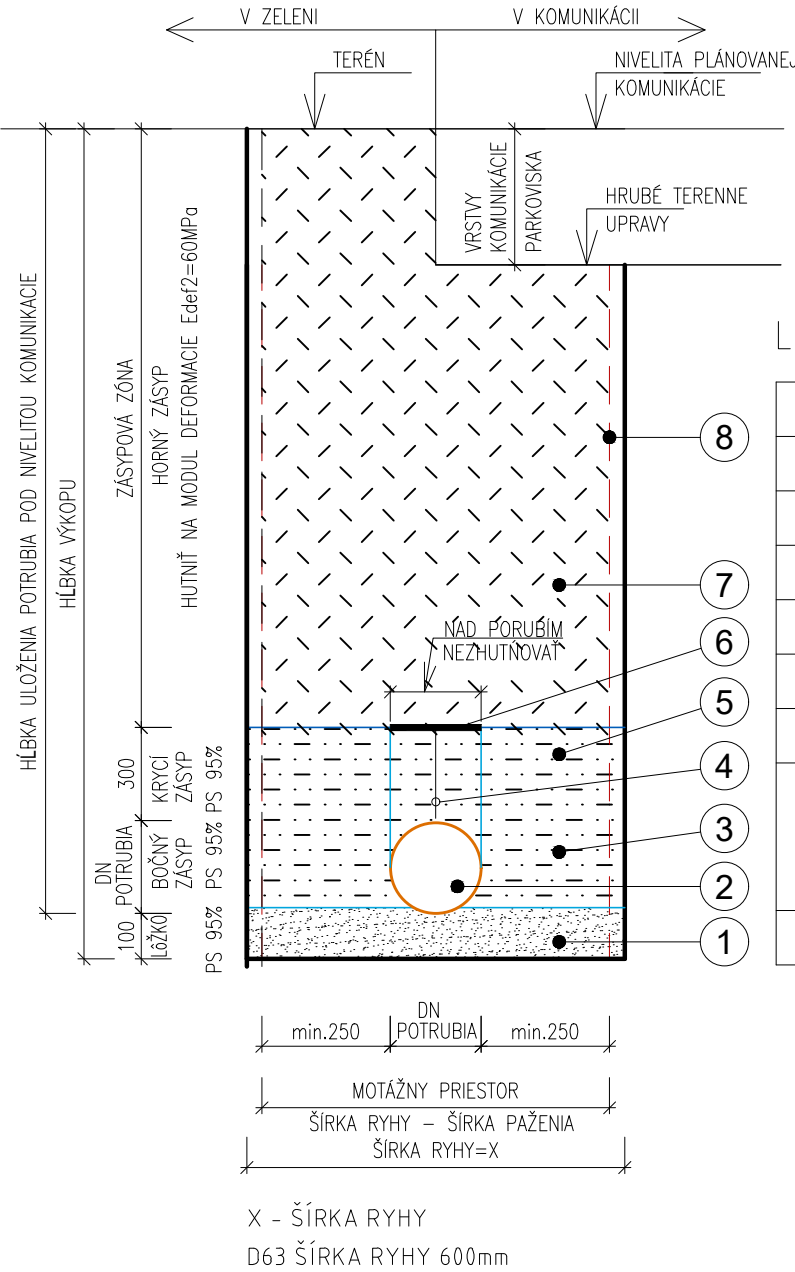 V ZELENI
V KOMUNIKÁCII
TERÉN
NIVELITA PLÁNOVANEJ
KOMUNIKÁCIE
VRSTVY
KOMUNIKÁCIE
PARKOVISKA
HRUBÉ TERENNE
UPRAVY
HĹBKA ULOŽENIA POTRUBIA POD NIVELITOU KOMUNIKACIE
HĹBKA VÝKOPU
ZÁSYPOVÁ ZÓNA
HORNÝ ZÁSYP
HUTNIŤ NA MODUL DEFORMACIE Edef2=60MPa
8
7
NAD PORUBÍM
NEZHUTŇOVAŤ
6
5
300
KRYCÍ
ZÁSYP
PS 95%
4
DN
POTRUBIA
BOČNÝ
ZÁSYP
PS 95%
3
2
100
LôŽKO
PS 95%
1
min.250
DN
POTRUBIA
min.250
MOTÁŽNY PRIESTOR
ŠÍRKA RYHY – ŠÍRKA PAŽENIA
ŠÍRKA RYHY=X
X - ŠÍRKA RYHY
D63 ŠÍRKA RYHY 600mm